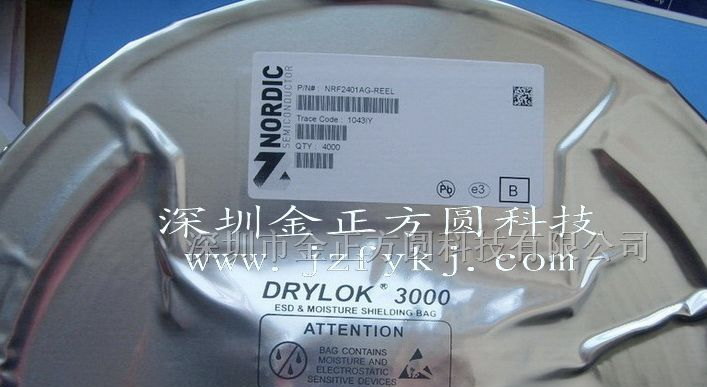 NORDIC
SEMICONDUCTOR
P/N# : NRF2401AG-REEL
Trace Code : 1043IY
QTY : 4000
Pb
e3
B
深圳金正方圆科技
深圳市金正方圆科技有限公司
www.jzfykj.com
DRYLOK® 3000
ESD & MOISTURE SHIELDING BAG
ATTENTION
BAG CONTAINS
MOISTURE AND
ELECTROSTATIC
SENSITIVE DEVICES